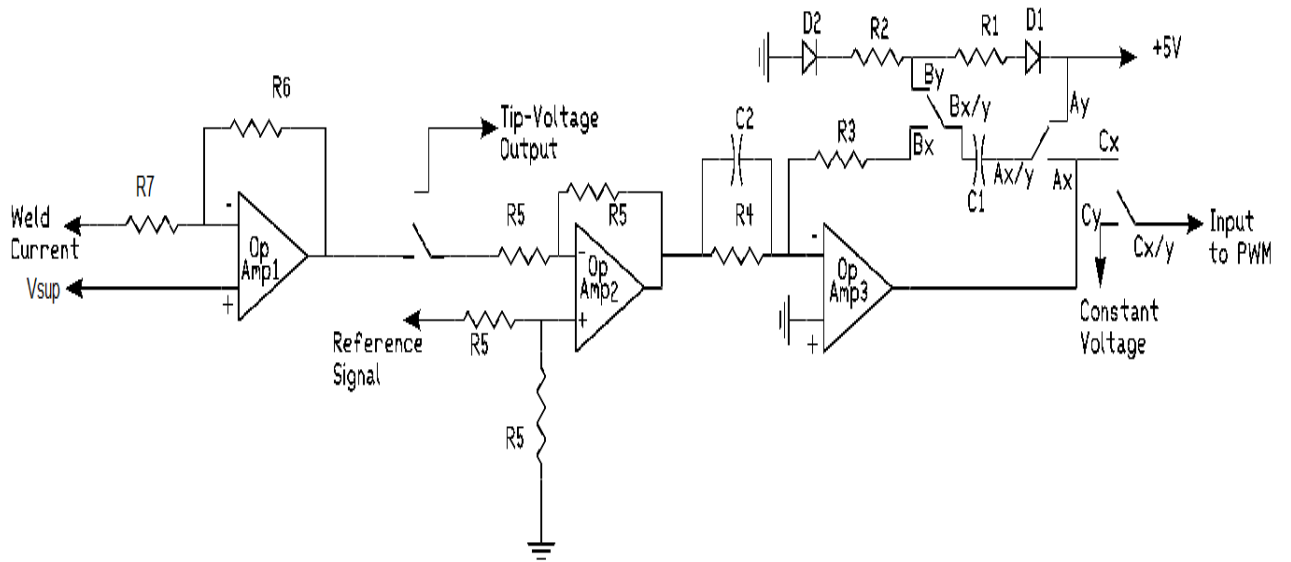 D2
R2
R1
D1
+5V
By
Bx/y
Ay
R6
Tip-Voltage
Output
C2
R3
Bx
C1
Ax/y
Ax
Cx
R7
-
Weld
Current
Op
Amp1
Vsup
+
R5
R5
R4
-
Op
Amp2
+
Reference
Signal
R5
R5
-
Op
Amp3
+
Cy
Cx/y
Input
to PWM
Constant
Voltage